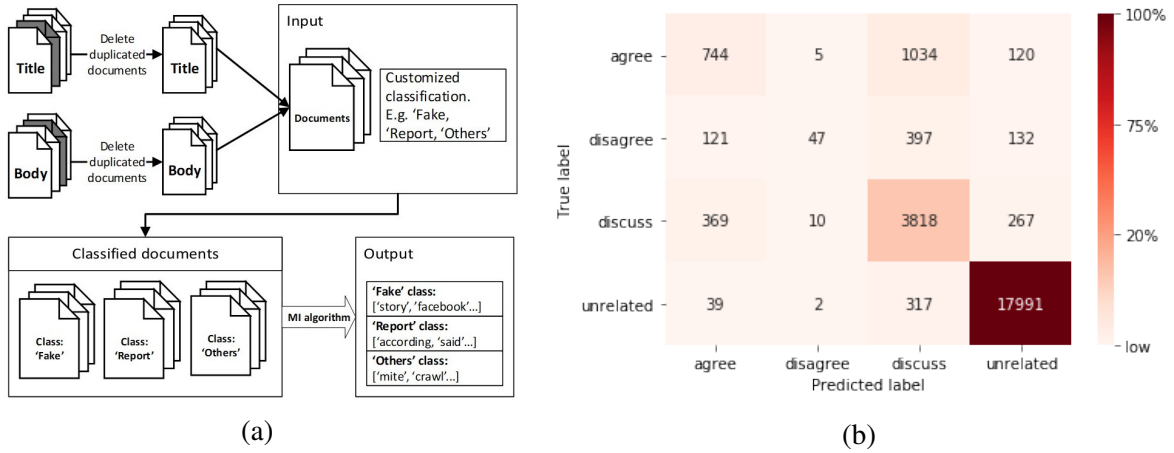 Title
Delete
duplicated
documents
Title
Body
Delete
duplicated
documents
Body
Input
Documents
Customized
classification.
E.g. ‘Fake,
‘Report, ‘Others’
Classified documents
Class:
‘Fake’
Class:
‘Report’
Class:
‘Others’
MI algorithm
Output
‘Fake’ class:
[‘story’, ‘facebook’...]
‘Report’ class:
[‘according, ‘said’...]
‘Others’ class:
[‘mite’, ‘crawl’...]
(a)
True label
agree 744 5 1034 120
disagree 121 47 397 132
discuss 369 10 3818 267
unrelated 39 2 317 17991
agree disagree discuss unrelated
Predicted label
100%
75%
20%
low
(b)